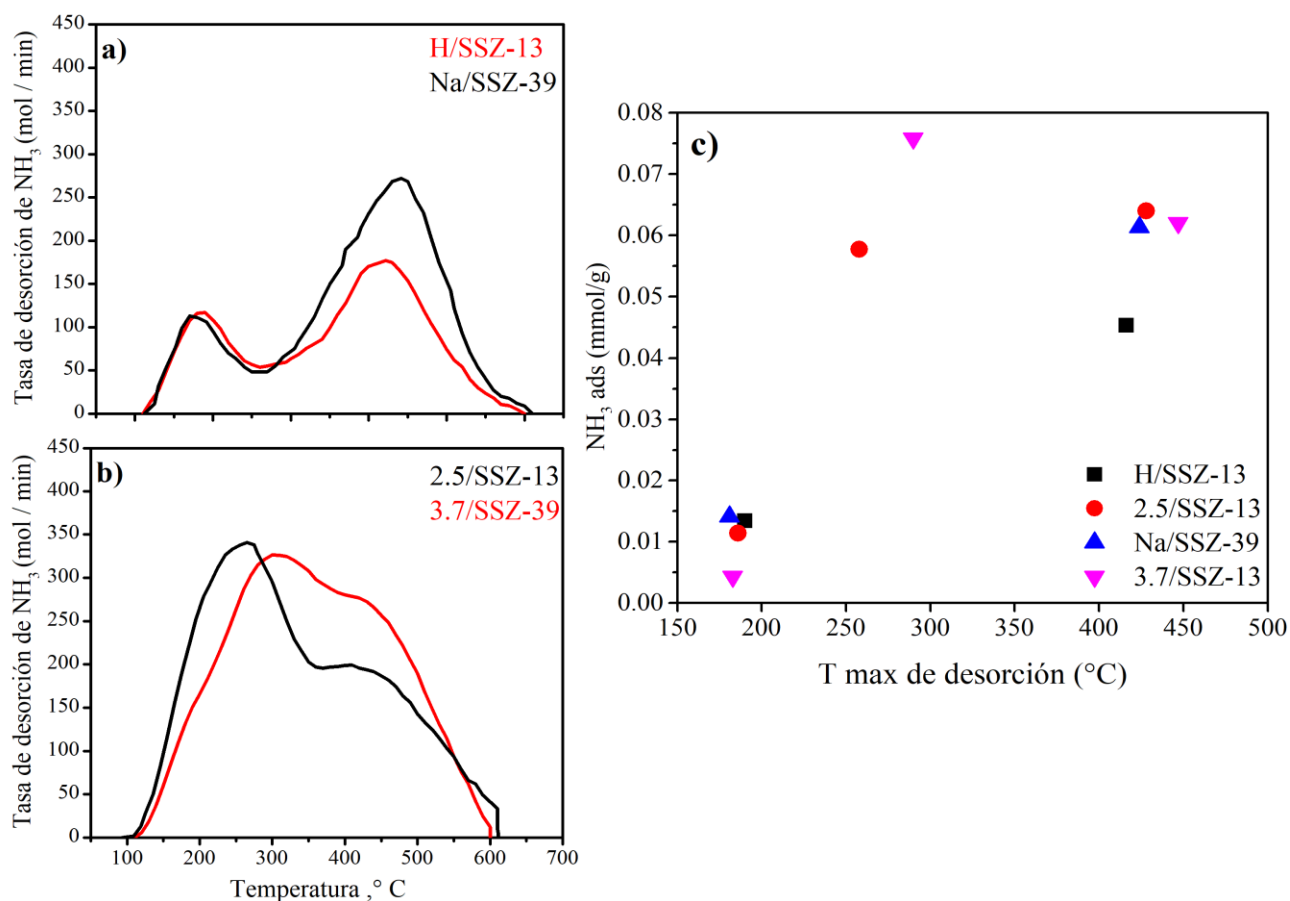 a)
H/SSZ-13
Na/SSZ-39
450
400
350
300
250
200
150
100
50
0
Tasa de desorción de NH₃ (mol / min)
b)
2.5/SSZ-13
3.7/SSZ-39
450
400
350
300
250
200
150
100
50
0
Tasa de desorción de NH₃ (mol / min)
100 200 300 400 500 600 700
Temperatura ,° C
c)
0.08
0.07
0.06
0.05
0.04
0.03
0.02
0.01
0.00
NH₃ ads (mmol/g)
H/SSZ-13
2.5/SSZ-13
Na/SSZ-39
3.7/SSZ-13
150 200 250 300 350 400 450 500
T max de desorción (°C)